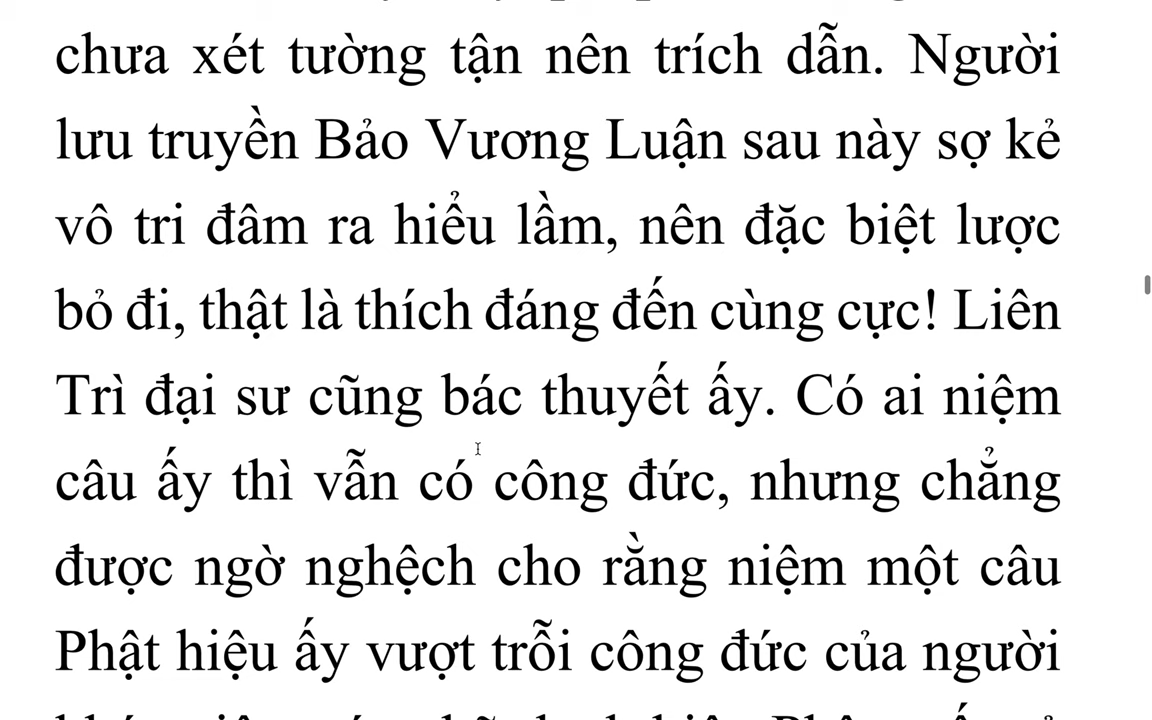 chưa xét tường tận nên trích dẫn. Người
lưu truyền Bảo Vương Luận sau này sợ kẻ
vô tri đâm ra hiểu lầm, nên đặc biệt lược
bỏ đi, thật là thích đáng đến cùng cực! Liên
Trì đại sư cũng bác thuyết ấy. Có ai niệm
câu ấy thì vẫn có công đức, nhưng chẳng
được ngờ nghệch cho rằng niệm một câu
Phật hiệu ấy vượt trỗi công đức của người